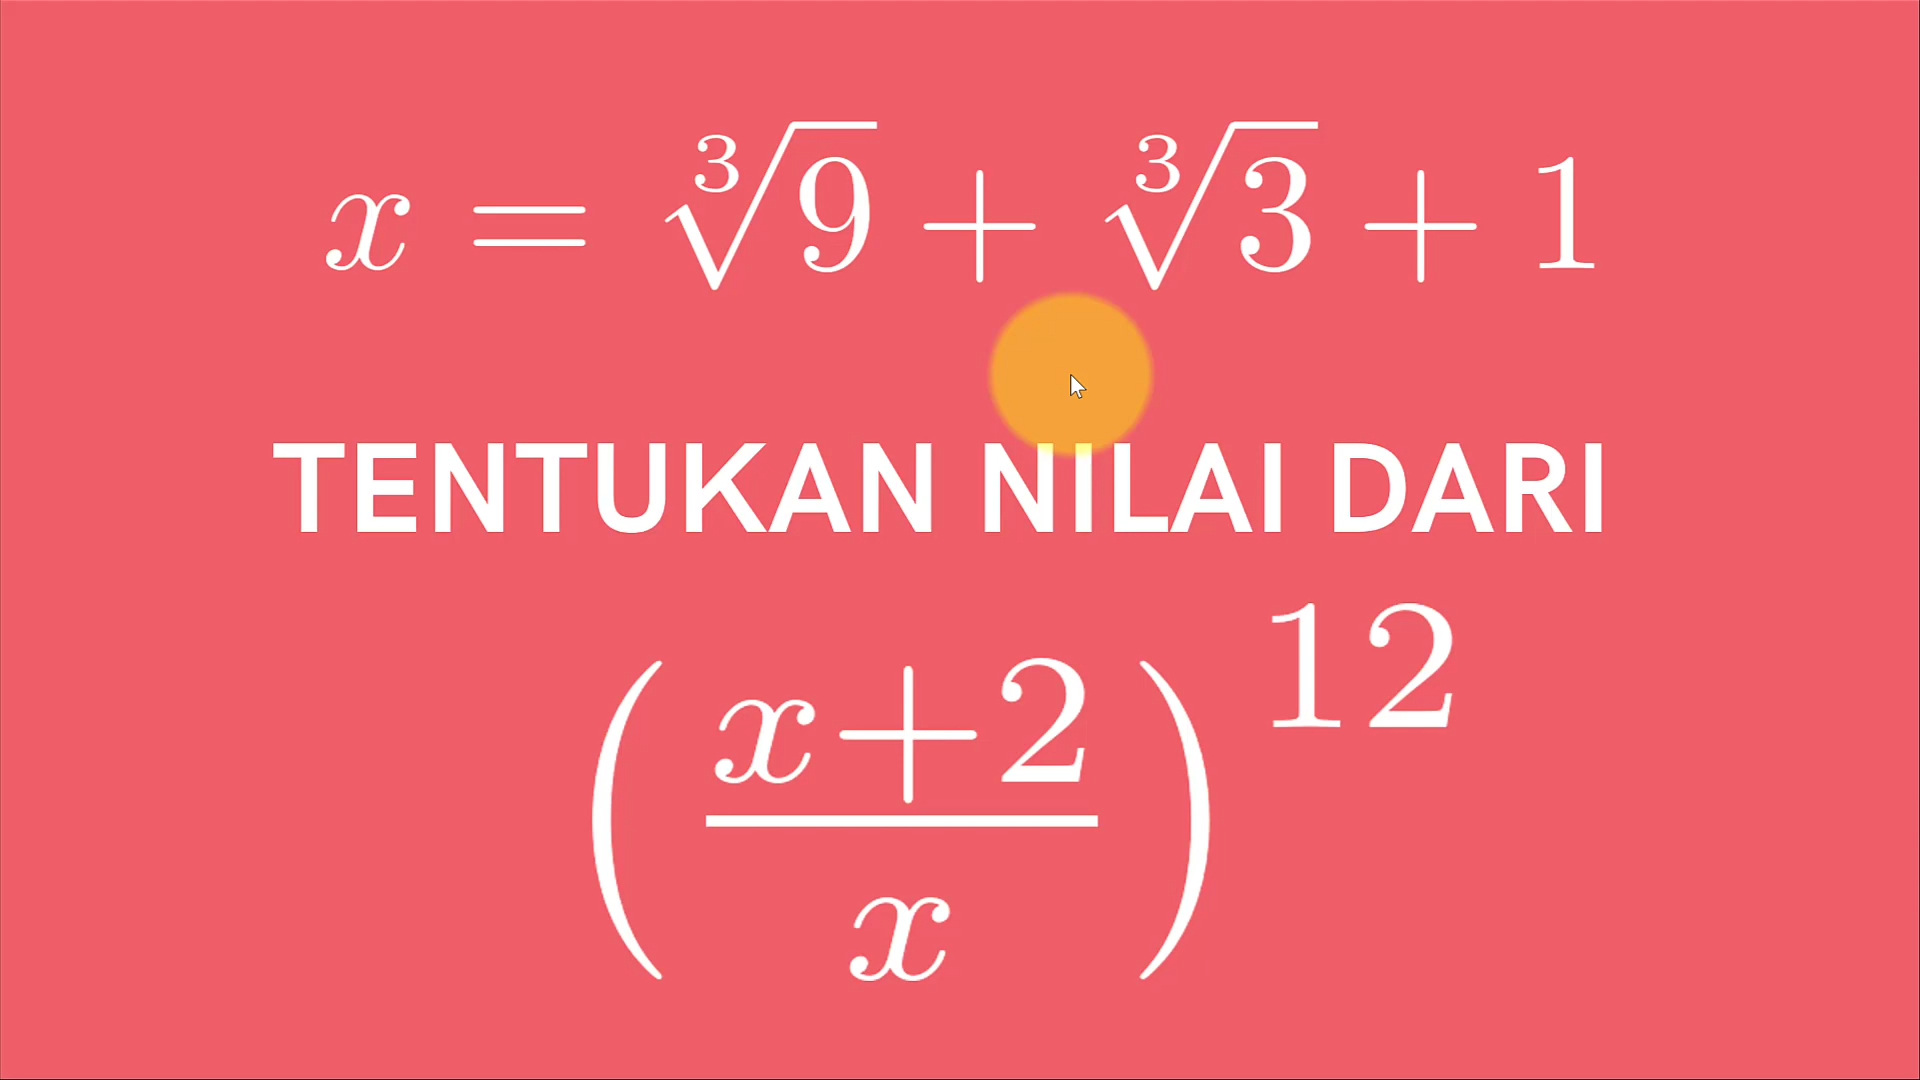 x = ∛9 + ∛3 + 1
TENTUKAN NILAI DARI
((x+2)/x)^12